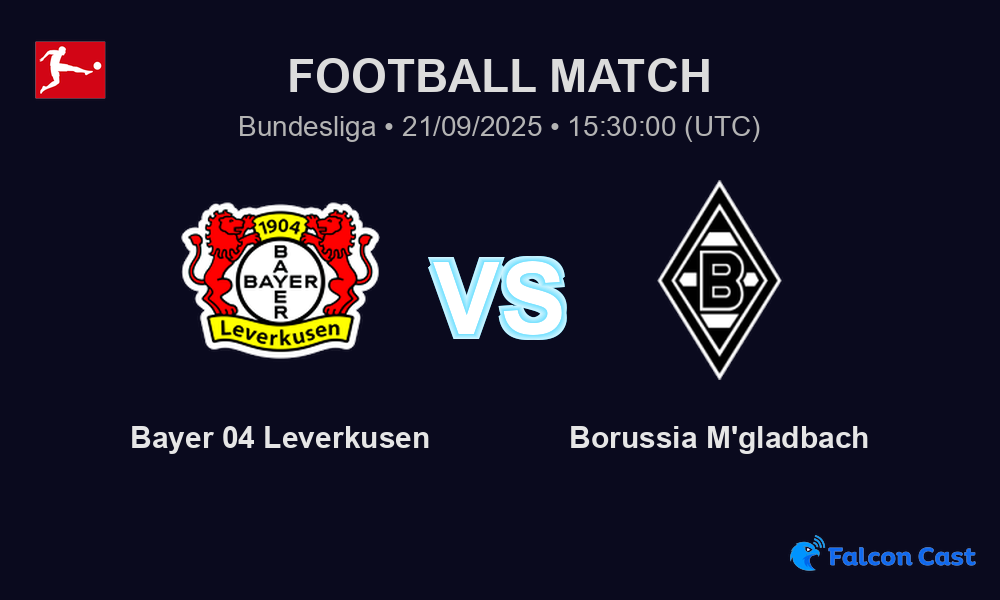 FOOTBALL MATCH
Bundesliga • 21/09/2025 • 15:30:00 (UTC)
1904
BAYER
BAYER
Leverkusen
VS
B
Bayer 04 Leverkusen
Borussia M'gladbach
Falcon Cast